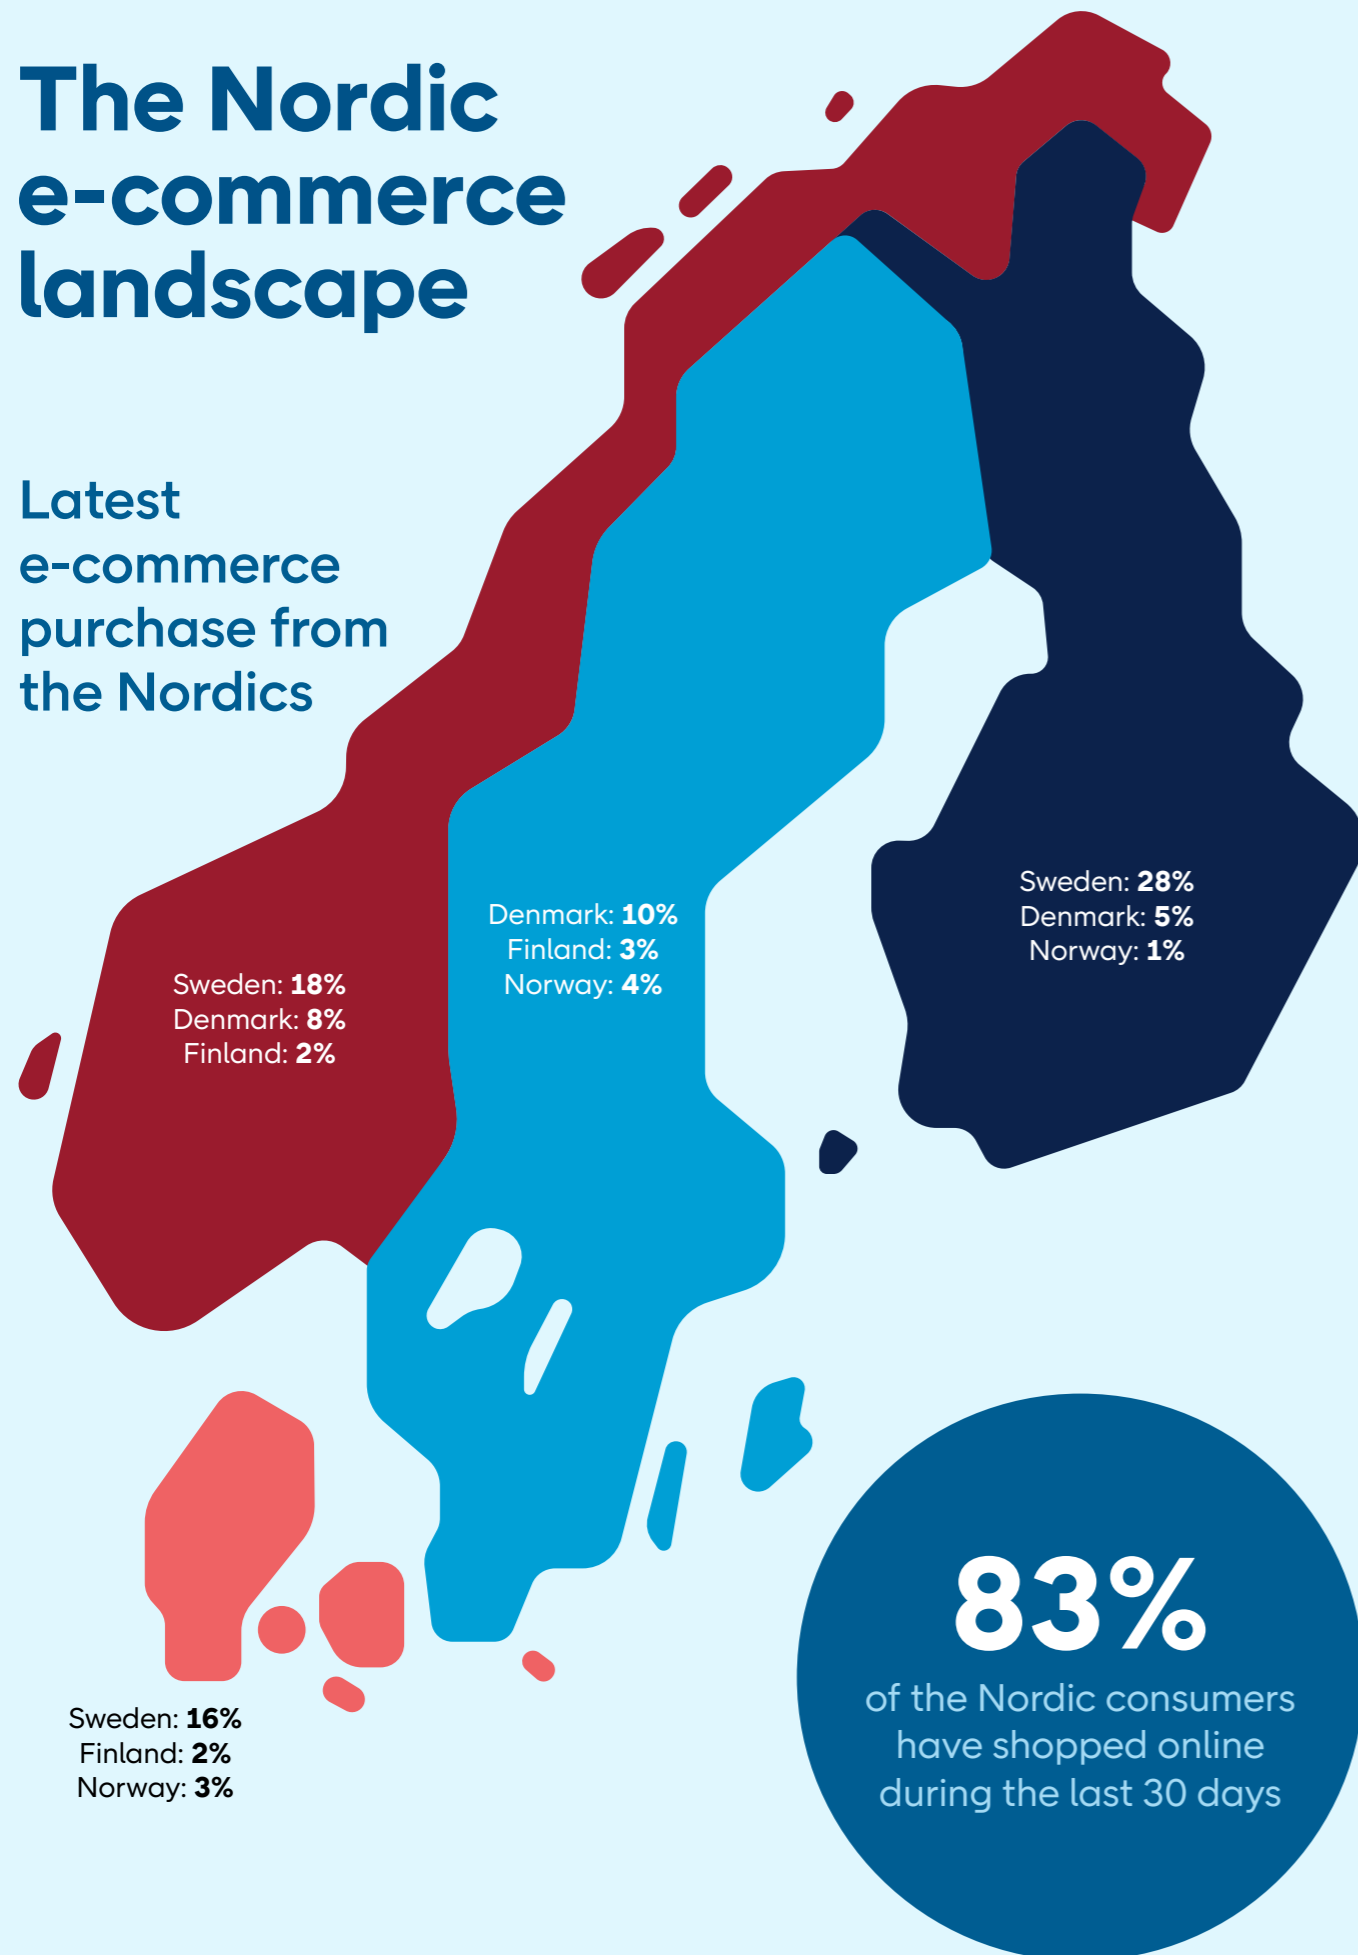 The Nordic
e-commerce
landscape
Latest
e-commerce
purchase from
the Nordics
Sweden: 18%
Denmark: 8%
Finland: 2%
Denmark: 10%
Finland: 3%
Norway: 4%
Sweden: 28%
Denmark: 5%
Norway: 1%
Sweden: 16%
Finland: 2%
Norway: 3%
83%
of the Nordic consumers
have shopped online
during the last 30 days